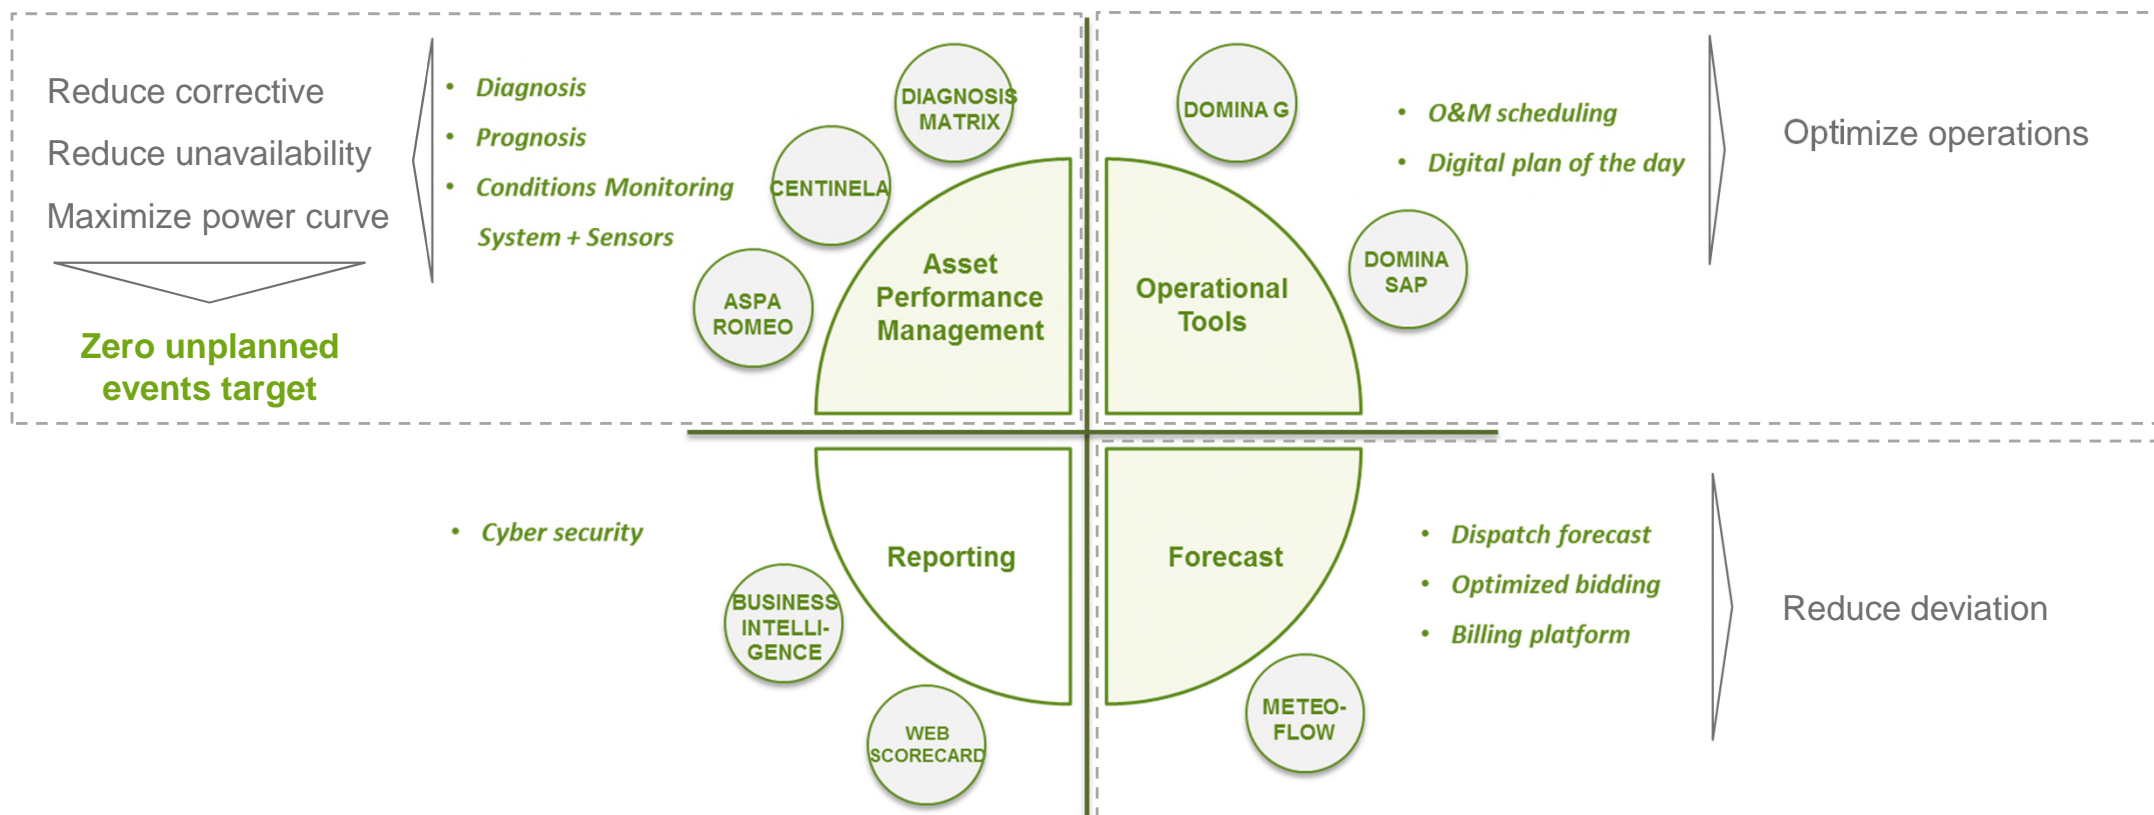 Reduce corrective
Reduce unavailability
Maximize power curve
Zero unplanned
events target
• Diagnosis
• Prognosis
• Conditions Monitoring
System + Sensors
DIAGNOSIS
MATRIX
CENTINELA
ASPA
ROMEO
Asset
Performance
Management
DOMINA G
DOMINA
SAP
Operational
Tools
• O&M scheduling
• Digital plan of the day
Optimize operations
• Cyber security
Reporting
BUSINESS
INTELLI-
GENCE
WEB
SCORECARD
Forecast
METEO-
FLOW
• Dispatch forecast
• Optimized bidding
• Billing platform
Reduce deviation